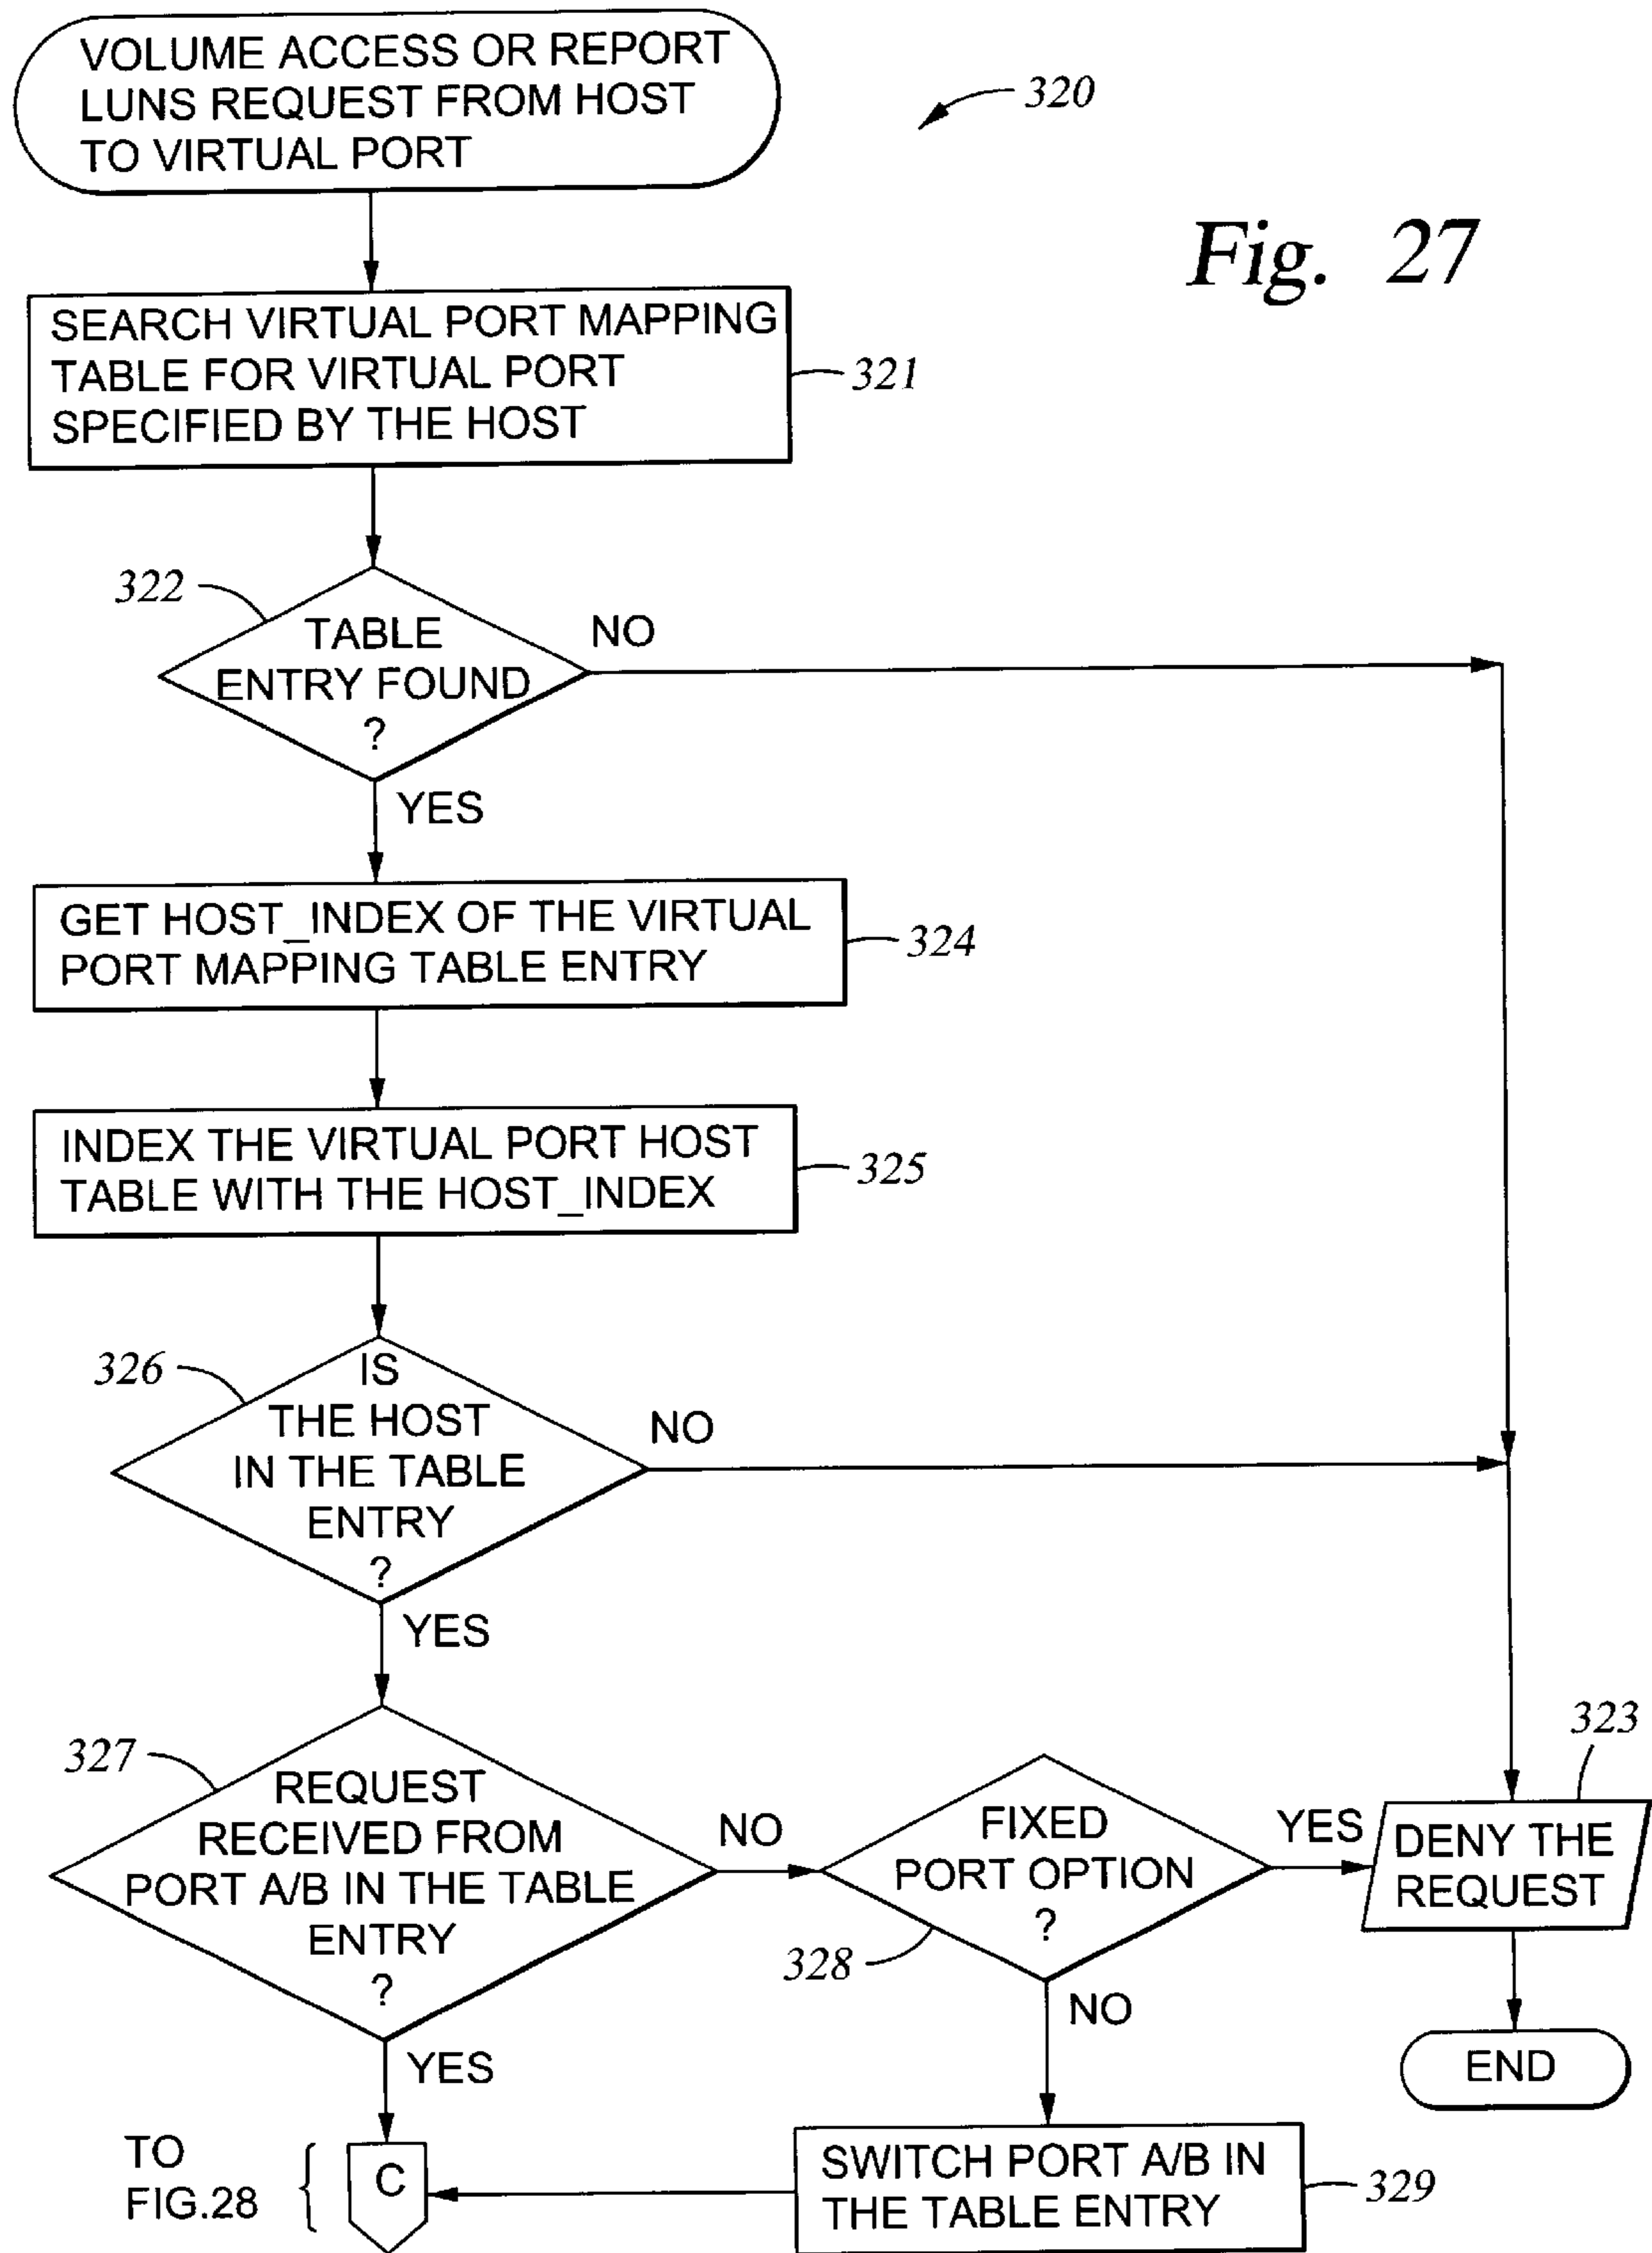 VOLUME ACCESS OR REPORT
LUNS REQUEST FROM HOST
TO VIRTUAL PORT
320
Fig. 27
SEARCH VIRTUAL PORT MAPPING
TABLE FOR VIRTUAL PORT
SPECIFIED BY THE HOST
321
322
TABLE
ENTRY FOUND
?
NO
YES
GET HOST_INDEX OF THE VIRTUAL
PORT MAPPING TABLE ENTRY
324
INDEX THE VIRTUAL PORT HOST
TABLE WITH THE HOST_INDEX
325
326
IS
THE HOST
IN THE TABLE
ENTRY
?
NO
YES
327
REQUEST
RECEIVED FROM
PORT A/B IN THE TABLE
ENTRY
?
NO
YES
328
FIXED
PORT OPTION
?
YES
NO
323
DENY THE
REQUEST
END
SWITCH PORT A/B IN
THE TABLE ENTRY
329
TO
FIG.28
C